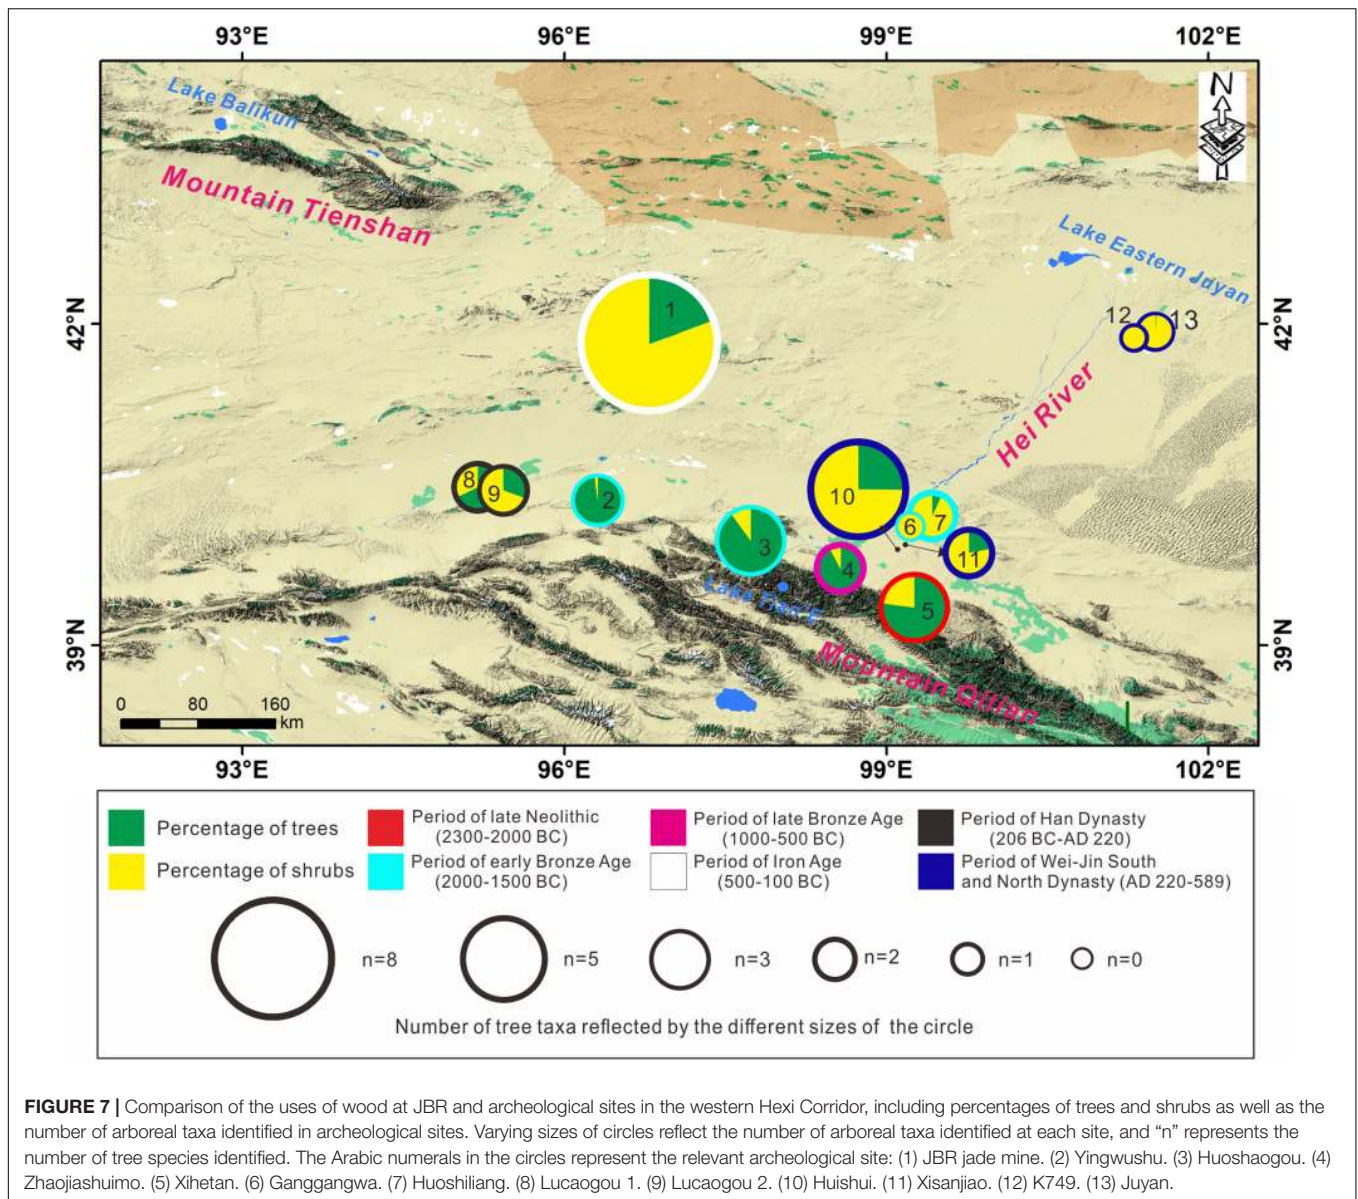 93°E 96°E 99°E 102°E
N
Lake Balikun
Mountain Tienshan
Lake Eastern Juyan
42°N 42°N
1
12 13
Hei River
8 9 2 10 6 7
3 4 11
5
Lake Tian'E
Mountain Qilian
39°N 39°N
0 80 160
km
93°E 96°E 99°E 102°E
Percentage of trees
Percentage of shrubs
Period of late Neolithic
(2300-2000 BC)
Period of early Bronze Age
(2000-1500 BC)
Period of late Bronze Age
(1000-500 BC)
Period of Iron Age
(500-100 BC)
Period of Han Dynasty
(206 BC-AD 220)
Period of Wei-Jin South
and North Dynasty (AD 220-589)
n=8 n=5 n=3 n=2 n=1 n=0
Number of tree taxa reflected by the different sizes of the circle
FIGURE 7 | Comparison of the uses of wood at JBR and archeological sites in the western Hexi Corridor, including percentages of trees and shrubs as well as the
number of arboreal taxa identified in archeological sites. Varying sizes of circles reflect the number of arboreal taxa identified at each site, and “n” represents the
number of tree species identified. The Arabic numerals in the circles represent the relevant archeological site: (1) JBR jade mine. (2) Yingwushu. (3) Huoshaogou. (4)
Zhaojiashuimo. (5) Xihetan. (6) Ganggangwa. (7) Huoshiliang. (8) Lucaogou 1. (9) Lucaogou 2. (10) Huishui. (11) Xisanjiao. (12) K749. (13) Juyan.